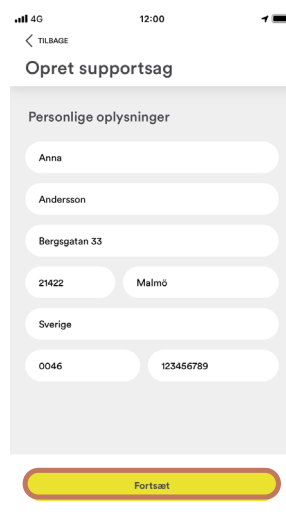 4G 12:00
TILBAGE
Opret supportsag
Personlige oplysninger
Anna
Andersson
Bergsgatan 33
21422 Malmö
Sverige
0046 123456789
Fortsæt